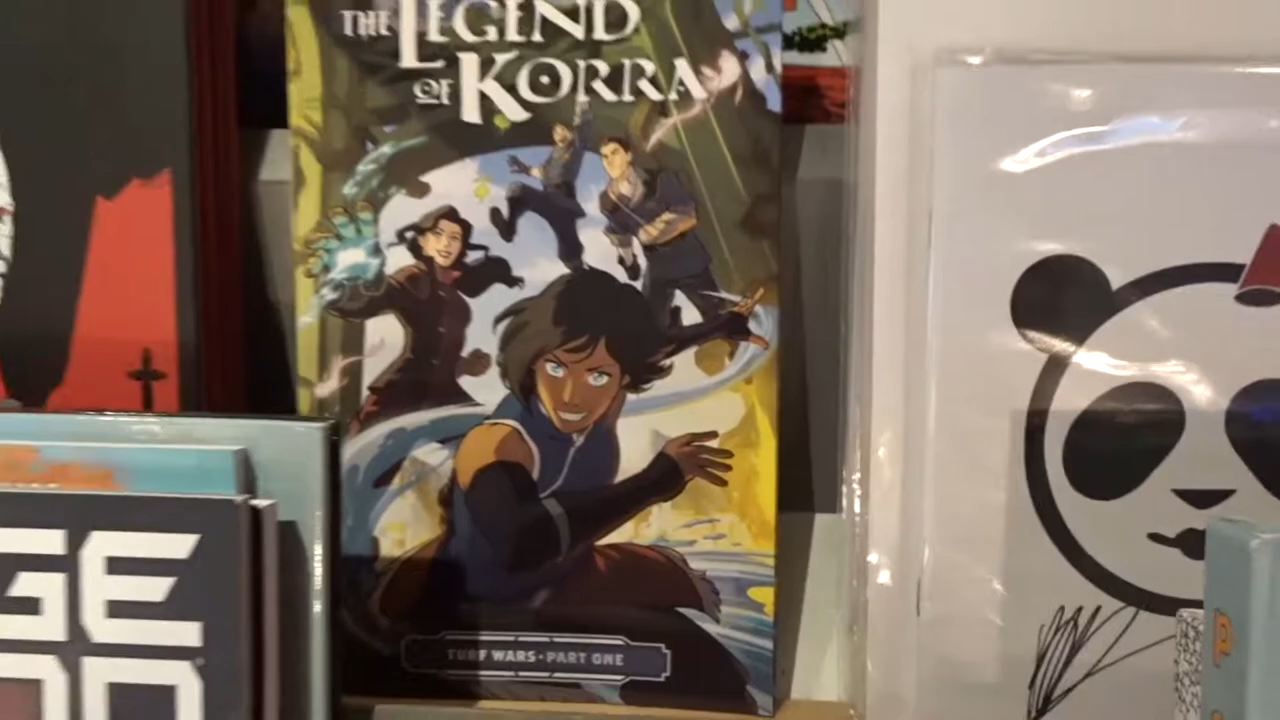 THE LEGEND
OF KORRA
TURF WARS • PART ONE
GE